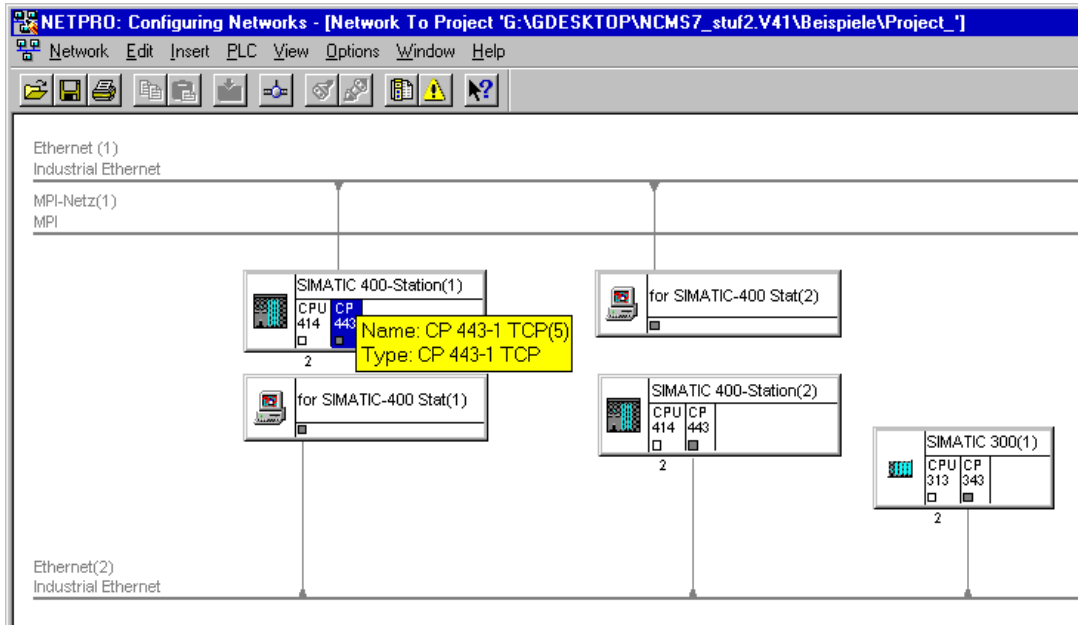 NETPRO: Configuring Networks - [Network To Project 'G:\GDESKTOP\NCMS7_stuf2.V41\Beispiele\Project_']
Network Edit Insert PLC View Options Window Help
Ethernet (1)
Industrial Ethernet
MPI-Netz(1)
MPI
SIMATIC 400-Station(1)
CPU CP
414 443
2
Name: CP 443-1 TCP(5)
Type: CP 443-1 TCP
for SIMATIC-400 Stat(2)
for SIMATIC-400 Stat(1)
SIMATIC 400-Station(2)
CPU CP
414 443
2
SIMATIC 300(1)
CPU CP
313 343
2
Ethernet(2)
Industrial Ethernet